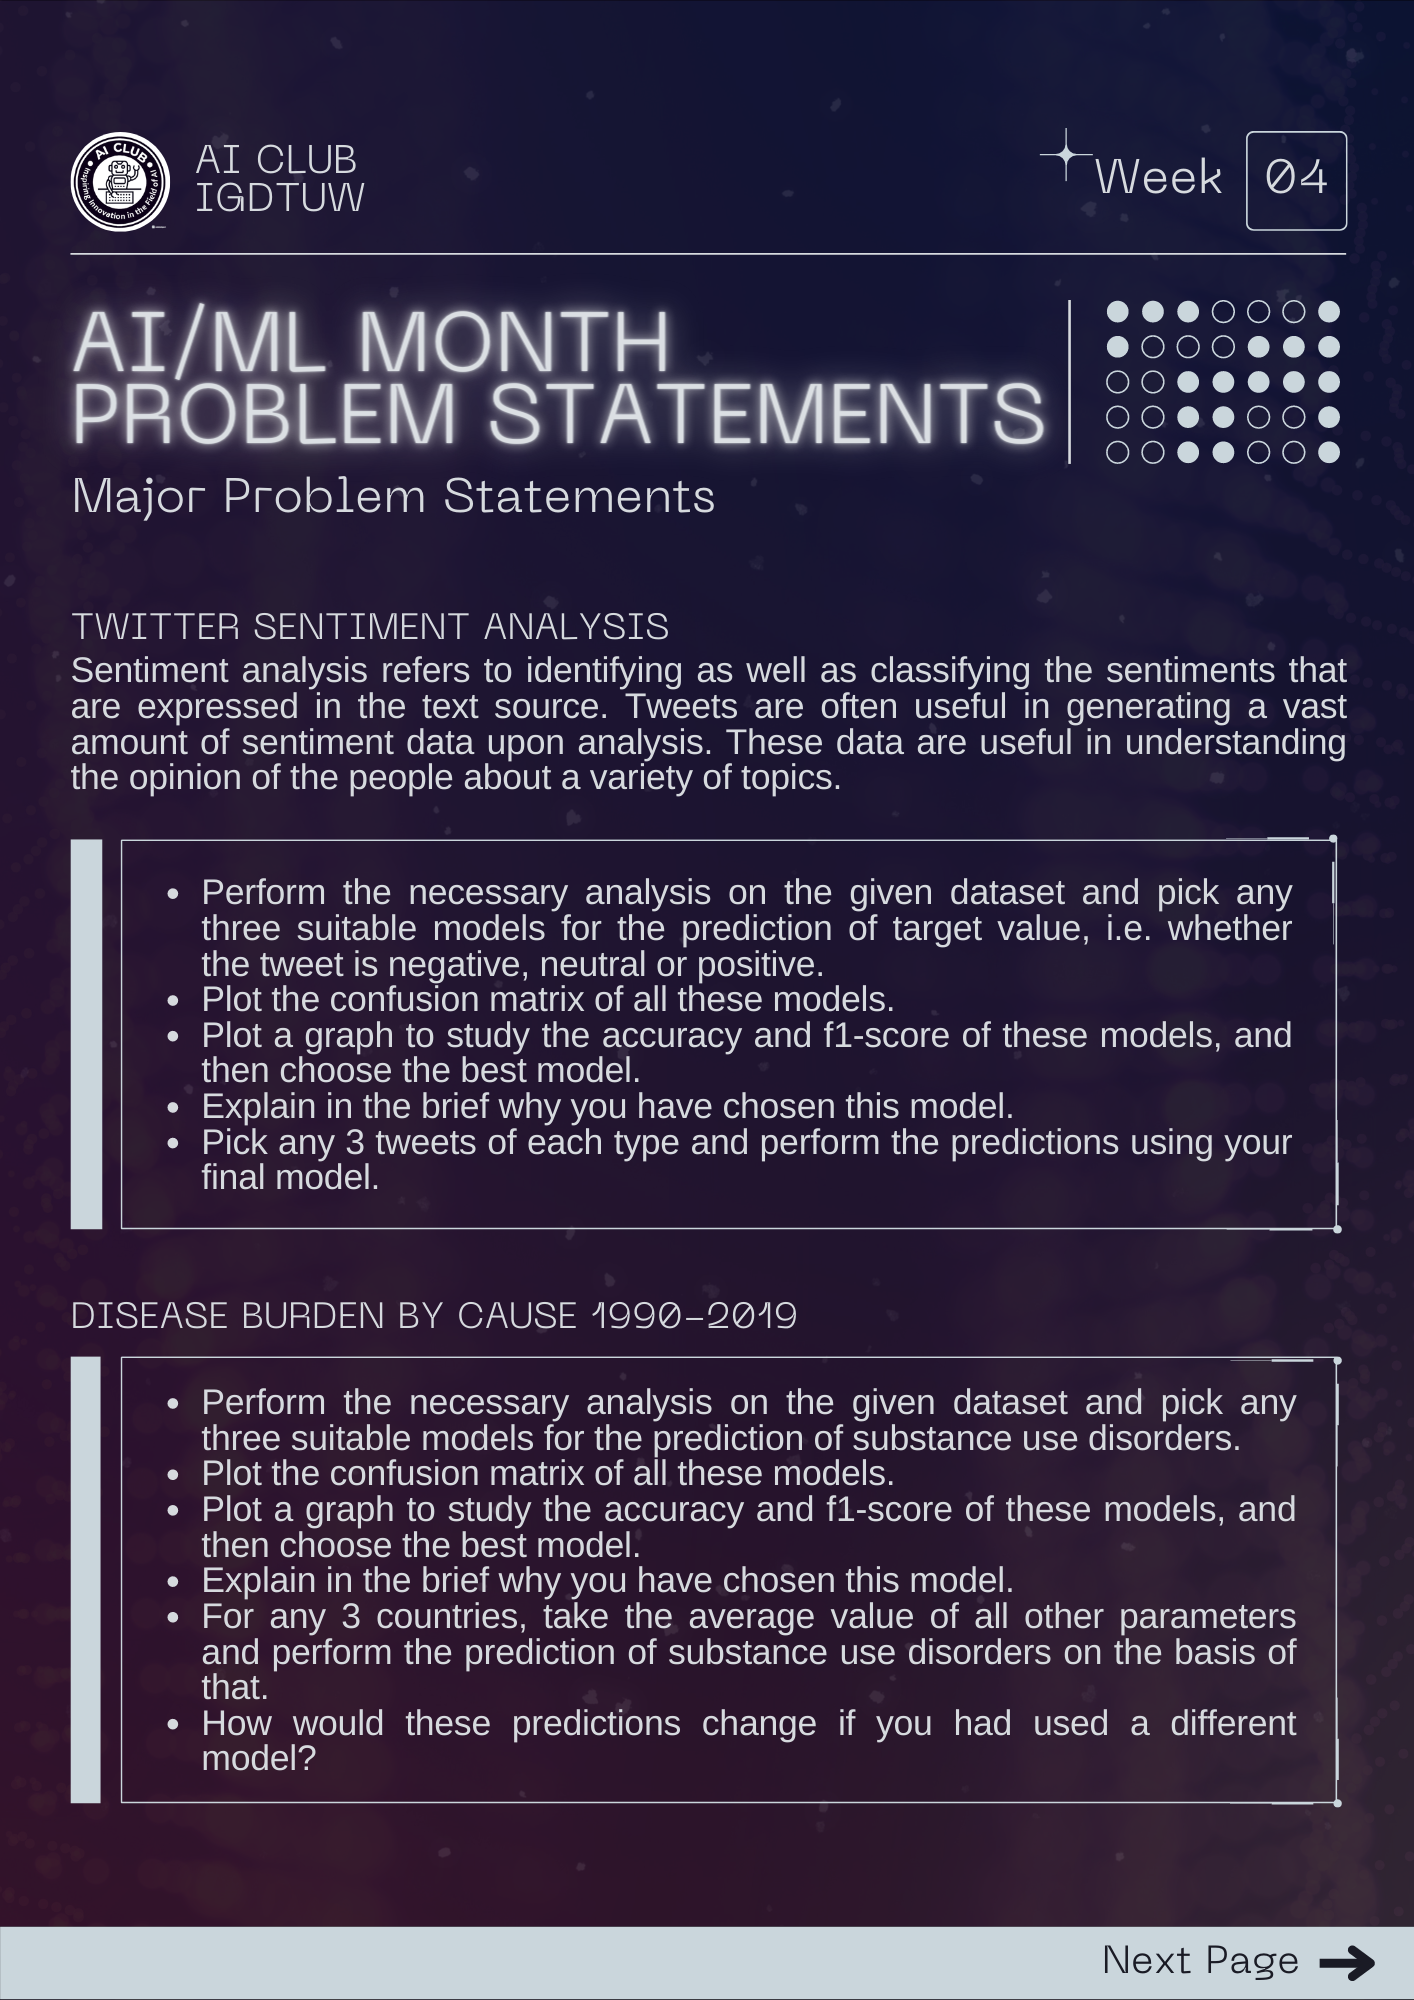 AI CLUB
Inspiring Innovation in the Field of AI
AI CLUB
IGDTUW
Week 04
AI/ML MONTH
PROBLEM STATEMENTS
Major Problem Statements
TWITTER SENTIMENT ANALYSIS
Sentiment analysis refers to identifying as well as classifying the sentiments that
are expressed in the text source. Tweets are often useful in generating a vast
amount of sentiment data upon analysis. These data are useful in understanding
the opinion of the people about a variety of topics.
• Perform the necessary analysis on the given dataset and pick any
three suitable models for the prediction of target value, i.e. whether
the tweet is negative, neutral or positive.
• Plot the confusion matrix of all these models.
• Plot a graph to study the accuracy and f1-score of these models, and
then choose the best model.
• Explain in the brief why you have chosen this model.
• Pick any 3 tweets of each type and perform the predictions using your
final model.
DISEASE BURDEN BY CAUSE 1990-2019
• Perform the necessary analysis on the given dataset and pick any
three suitable models for the prediction of substance use disorders.
• Plot the confusion matrix of all these models.
• Plot a graph to study the accuracy and f1-score of these models, and
then choose the best model.
• Explain in the brief why you have chosen this model.
• For any 3 countries, take the average value of all other parameters
and perform the prediction of substance use disorders on the basis of
that.
• How would these predictions change if you had used a different
model?
Next Page